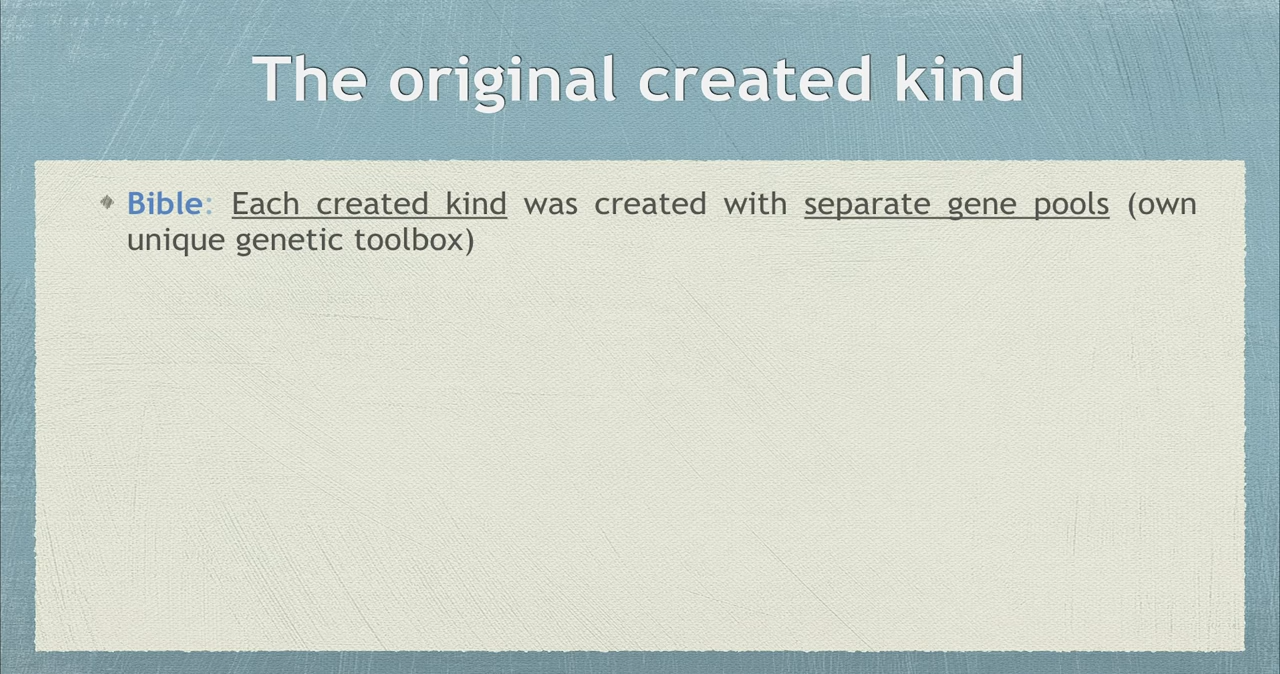 The original created kind
Bible: Each created kind was created with separate gene pools (own
unique genetic toolbox)